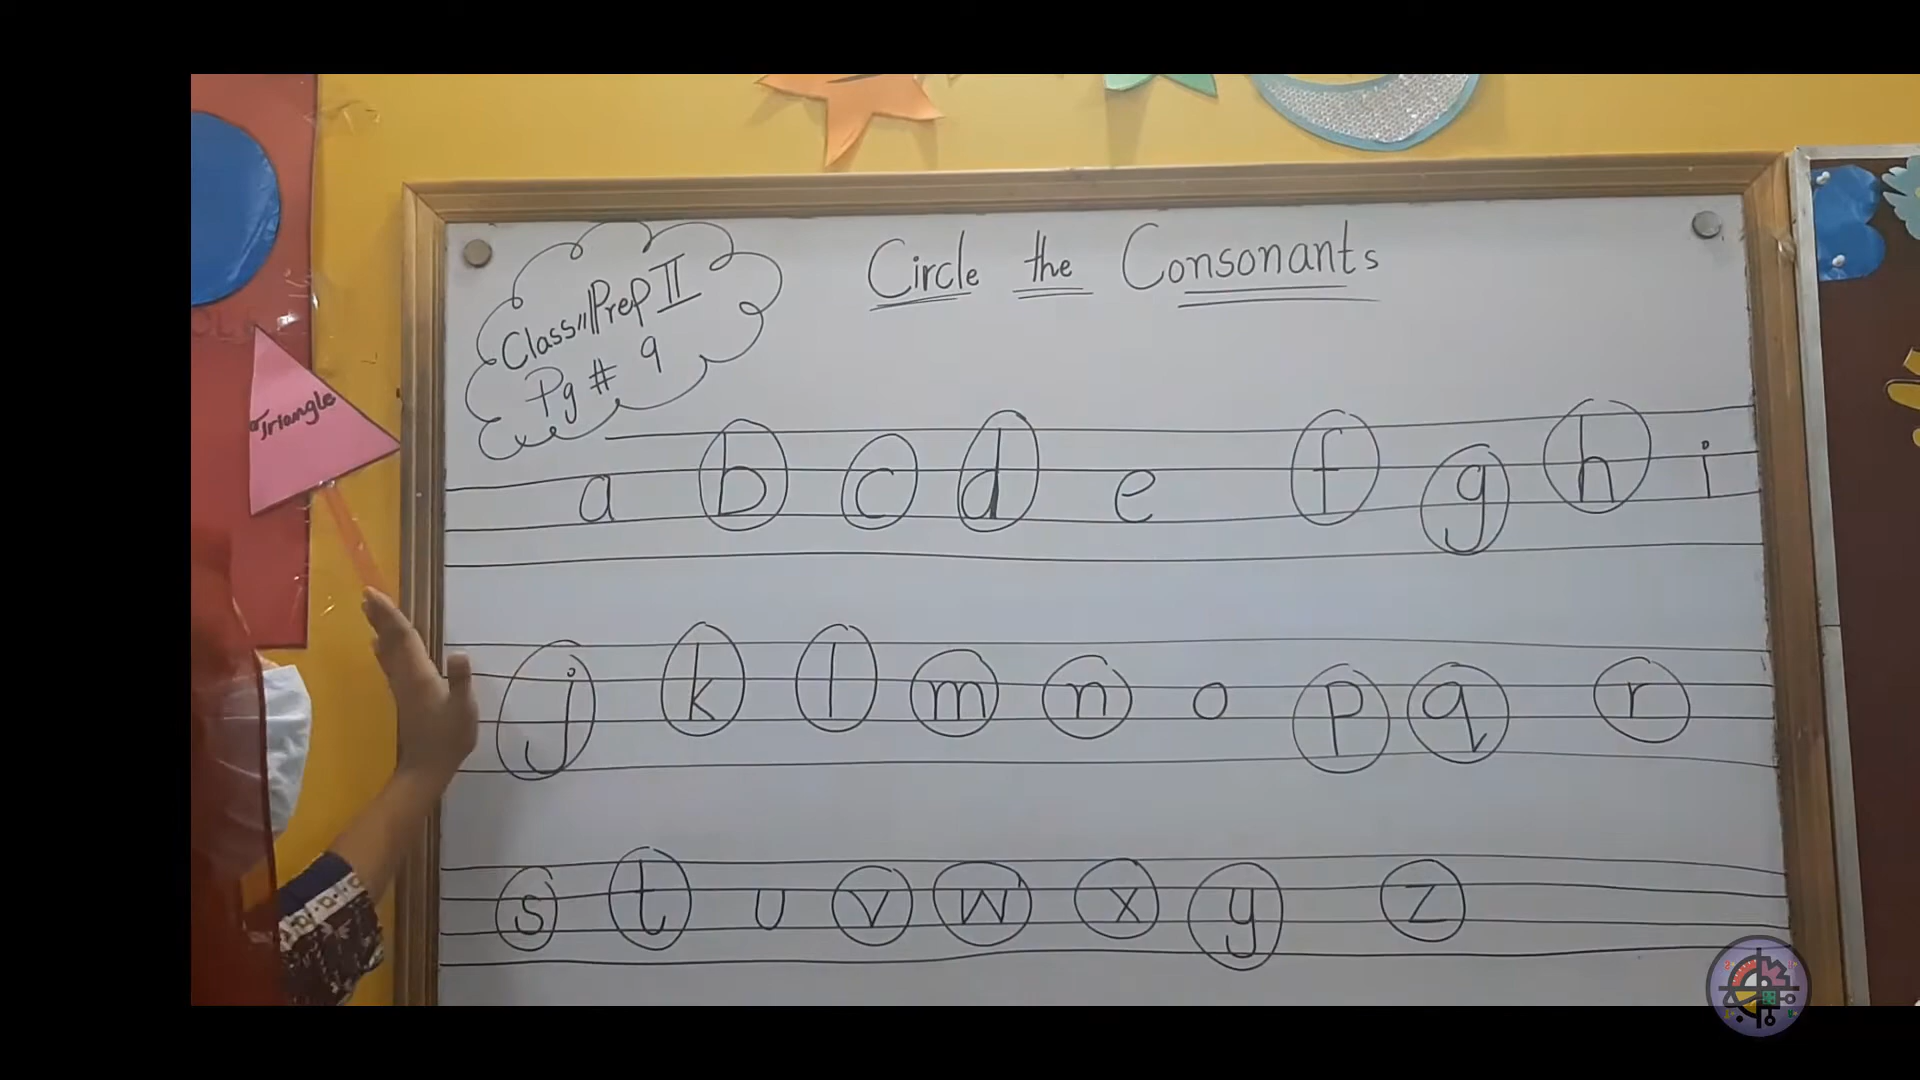 Circle the Consonants
Class "Prep II
Pg # 9
Triangle
a b c d e f g h i
j k l m n o p q r
s t u v w x y z